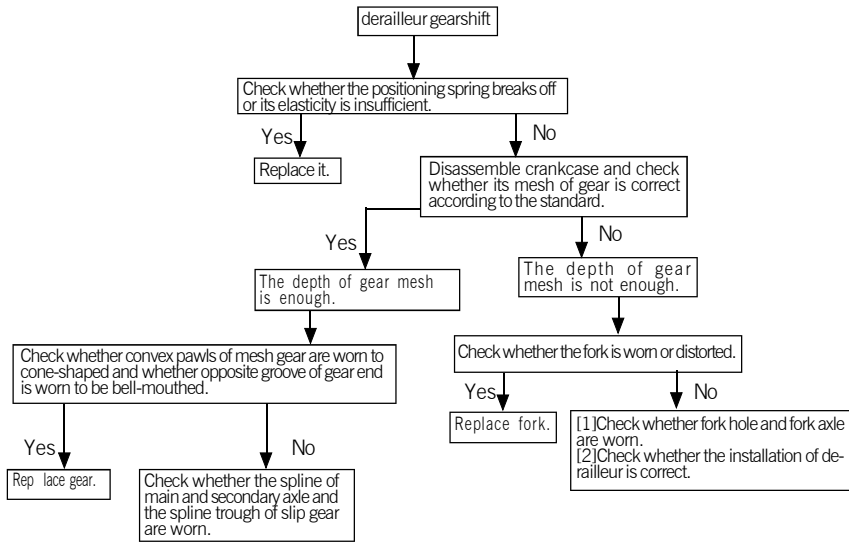 derailleur gearshift
Check whether the positioning spring breaks off
or its elasticity is insufficient.
Yes
No
Replace it.
Disassemble crankcase and check
whether its mesh of gear is correct
according to the standard.
Yes
No
The depth of gear mesh
is enough.
The depth of gear
mesh is not enough.
Check whether convex pawls of mesh gear are worn to
cone-shaped and whether opposite groove of gear end
is worn to be bell-mouthed.
Check whether the fork is worn or distorted.
Yes
No
Replace fork.
[1]Check whether fork hole and fork axle
are worn.
[2]Check whether the installation of de-
railleur is correct.
Yes
No
Rep lace gear.
Check whether the spline of
main and secondary axle and
the spline trough of slip gear
are worn.